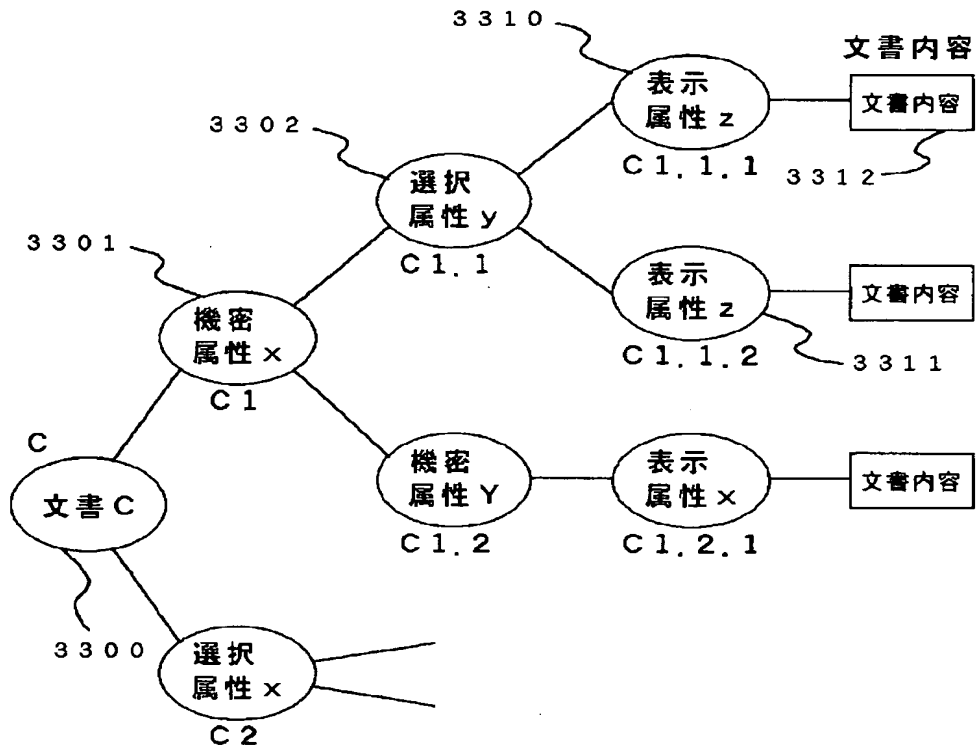 3310
文書内容
表示
属性z
文書内容
C1.1.1
3312
3302
選択
属性y
C1.1
表示
属性z
文書内容
C1.1.2
3311
3301
機密
属性x
C1
機密
属性Y
C1.2
表示
属性x
文書内容
C1.2.1
C
文書C
3300
選択
属性x
C2